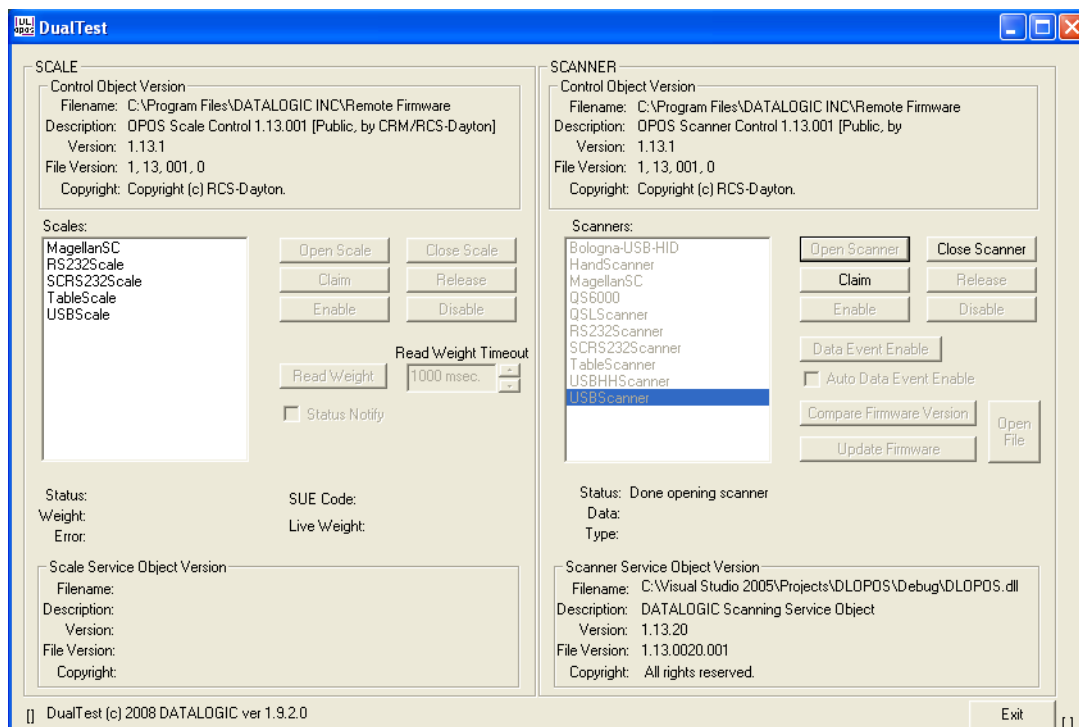 DualTest
SCALE
Control Object Version
Filename: C:\Program Files\DATALOGIC INC\Remote Firmware
Description: OPOS Scale Control 1.13.001 [Public, by CRM/RCS-Dayton]
Version: 1.13.1
File Version: 1, 13, 001, 0
Copyright: Copyright (c) RCS-Dayton.
Scales:
MagellanSC
RS232Scale
SCRS232Scale
TableScale
USBScale
Open Scale Close Scale
Claim Release
Enable Disable
Read Weight Timeout
Read Weight 1000 msec.
Status Notify
Status:
Weight:
Error:
SUE Code:
Live Weight:
Scale Service Object Version
Filename:
Description:
Version:
File Version:
Copyright:
SCANNER
Control Object Version
Filename: C:\Program Files\DATALOGIC INC\Remote Firmware
Description: OPOS Scanner Control 1.13.001 [Public, by
Version: 1.13.1
File Version: 1, 13, 001, 0
Copyright: Copyright (c) RCS-Dayton.
Scanners:
Bologna-USB-HID
HandScanner
MagellanSC
QS6000
QSLScanner
RS232Scanner
SCRS232Scanner
TableScanner
USBHHScanner
USBScanner
Open Scanner Close Scanner
Claim Release
Enable Disable
Data Event Enable
Auto Data Event Enable
Compare Firmware Version
Update Firmware
Open
File
Status: Done opening scanner
Data:
Type:
Scanner Service Object Version
Filename: C:\Visual Studio 2005\Projects\DLOPOS\Debug\DLOPOS.dll
Description: DATALOGIC Scanning Service Object
Version: 1.13.20
File Version: 1.13.0020.001
Copyright: All rights reserved.
[] DualTest (c) 2008 DATALOGIC ver 1.9.2.0
Exit
[ ]